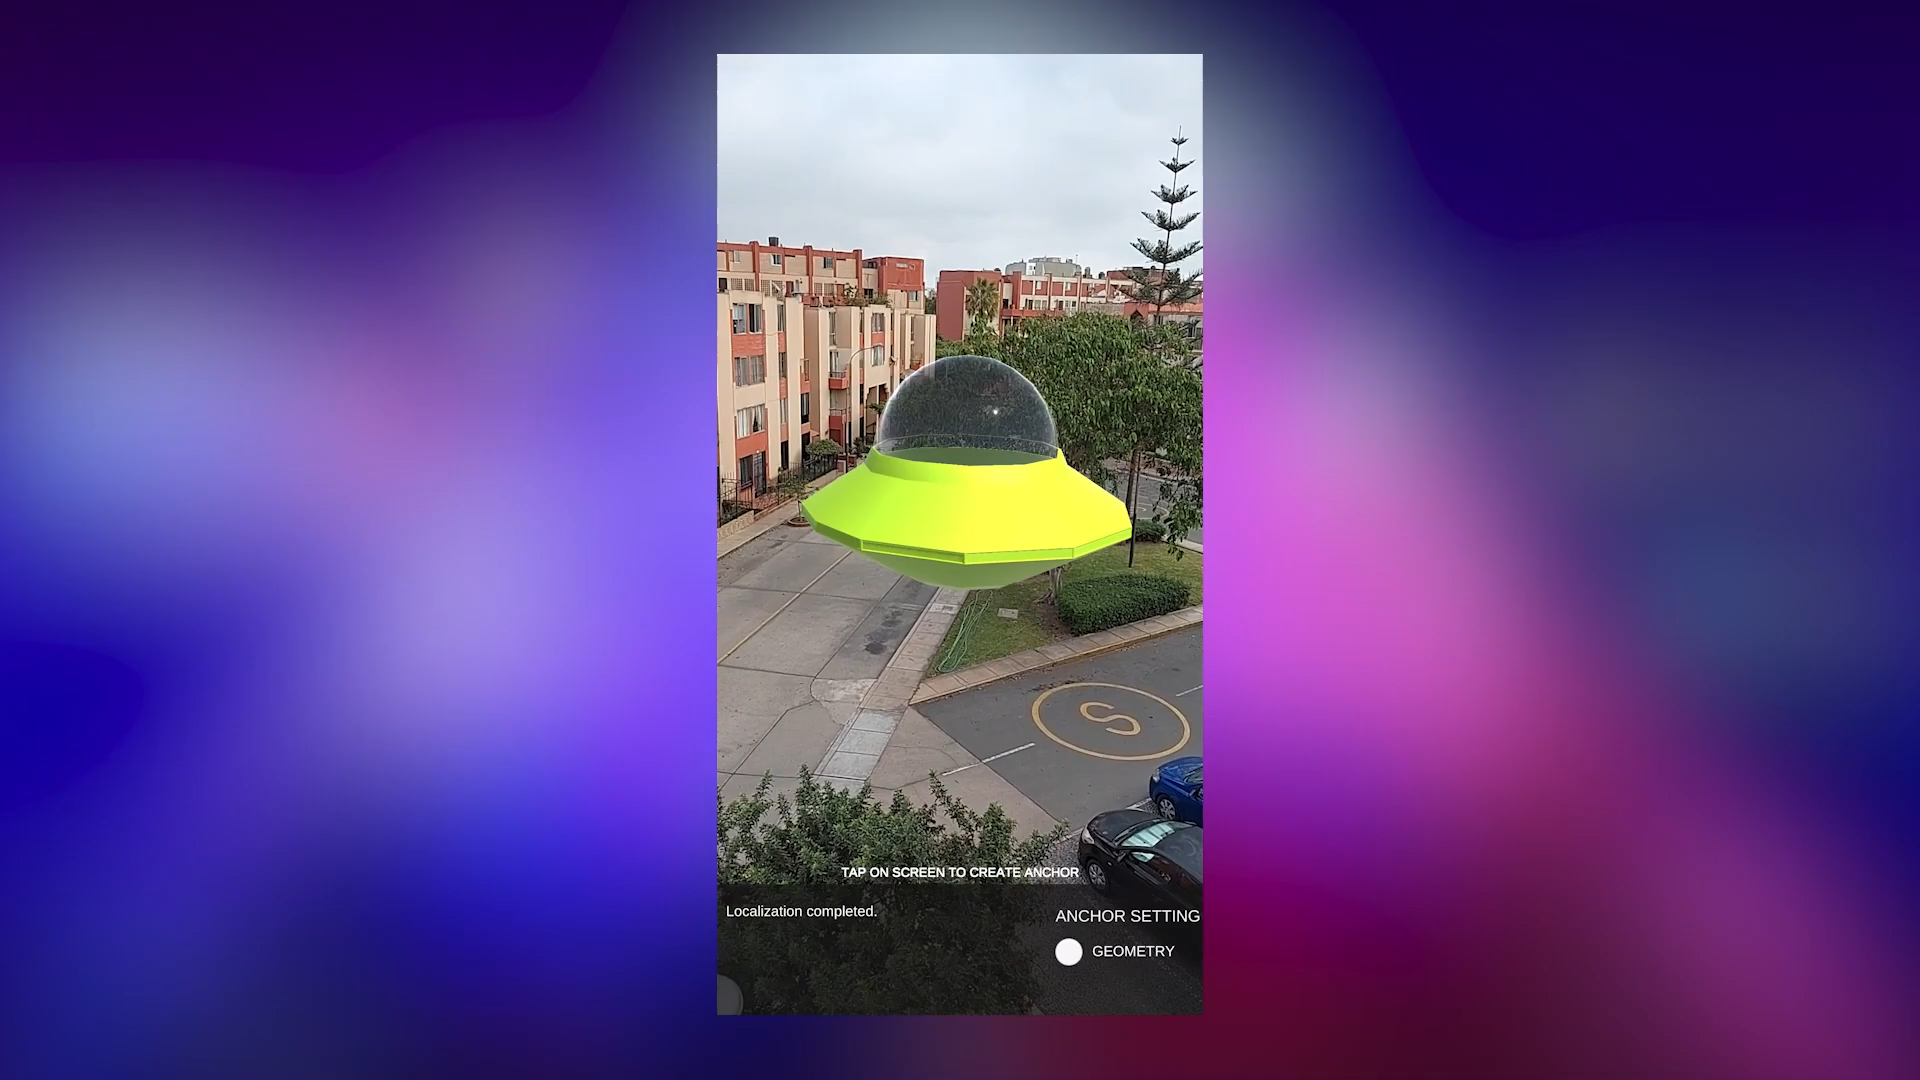 S
TAP ON SCREEN TO CREATE ANCHOR
Localization completed.
ANCHOR SETTING
GEOMETRY